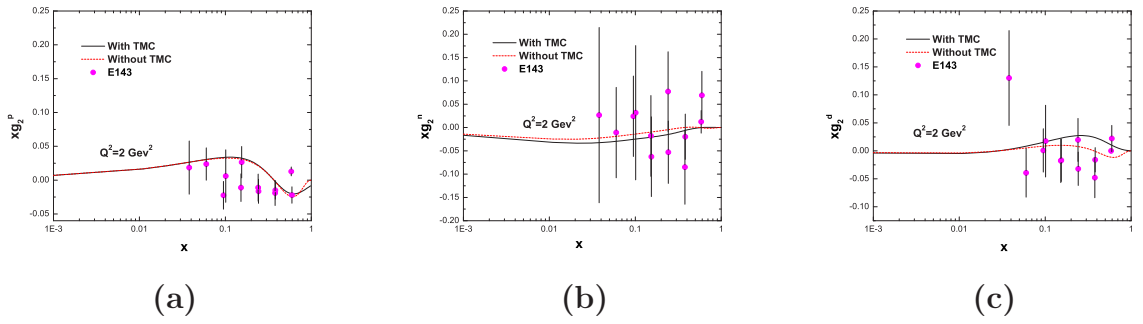 0.25
0.20
0.15
0.10
0.05
0.00
-0.05
xg₂ᵖ
With TMC
Without TMC
E143
Q²=2 Gev²
1E-3 0.01 0.1 1
x
(a)
0.25
0.20
0.15
0.10
0.05
0.00
-0.05
-0.10
-0.15
-0.20
xg₂ⁿ
With TMC
Without TMC
E143
Q²=2 GeV²
1E-3 0.01 0.1 1
x
(b)
0.25
0.20
0.15
0.10
0.05
0.00
-0.05
-0.10
xg₂ᵈ
With TMC
Without TMC
E143
Q²=2 GeV²
1E-3 0.01 0.1 1
x
(c)